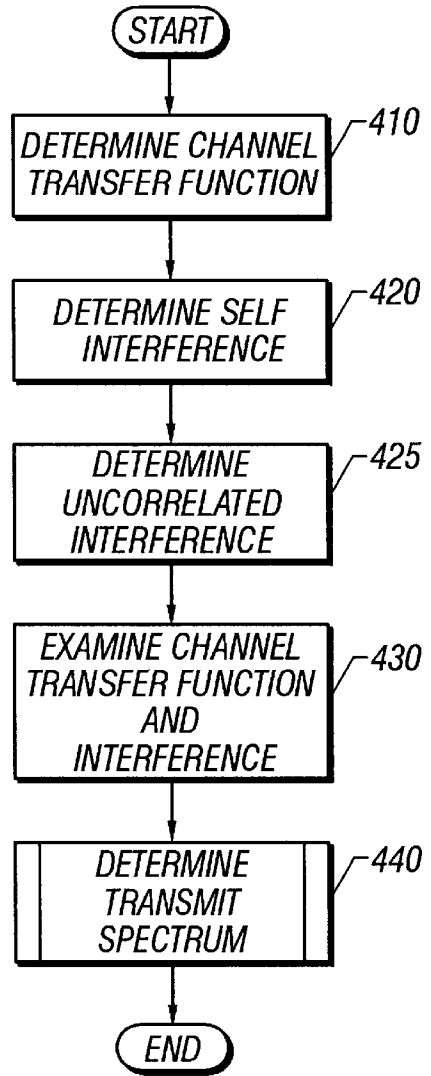 START
DETERMINE CHANNEL
TRANSFER FUNCTION
410
DETERMINE SELF
INTERFERENCE
420
DETERMINE
UNCORRELATED
INTERFERENCE
425
EXAMINE CHANNEL
TRANSFER FUNCTION
AND
INTERFERENCE
430
DETERMINE
TRANSMIT
SPECTRUM
440
END